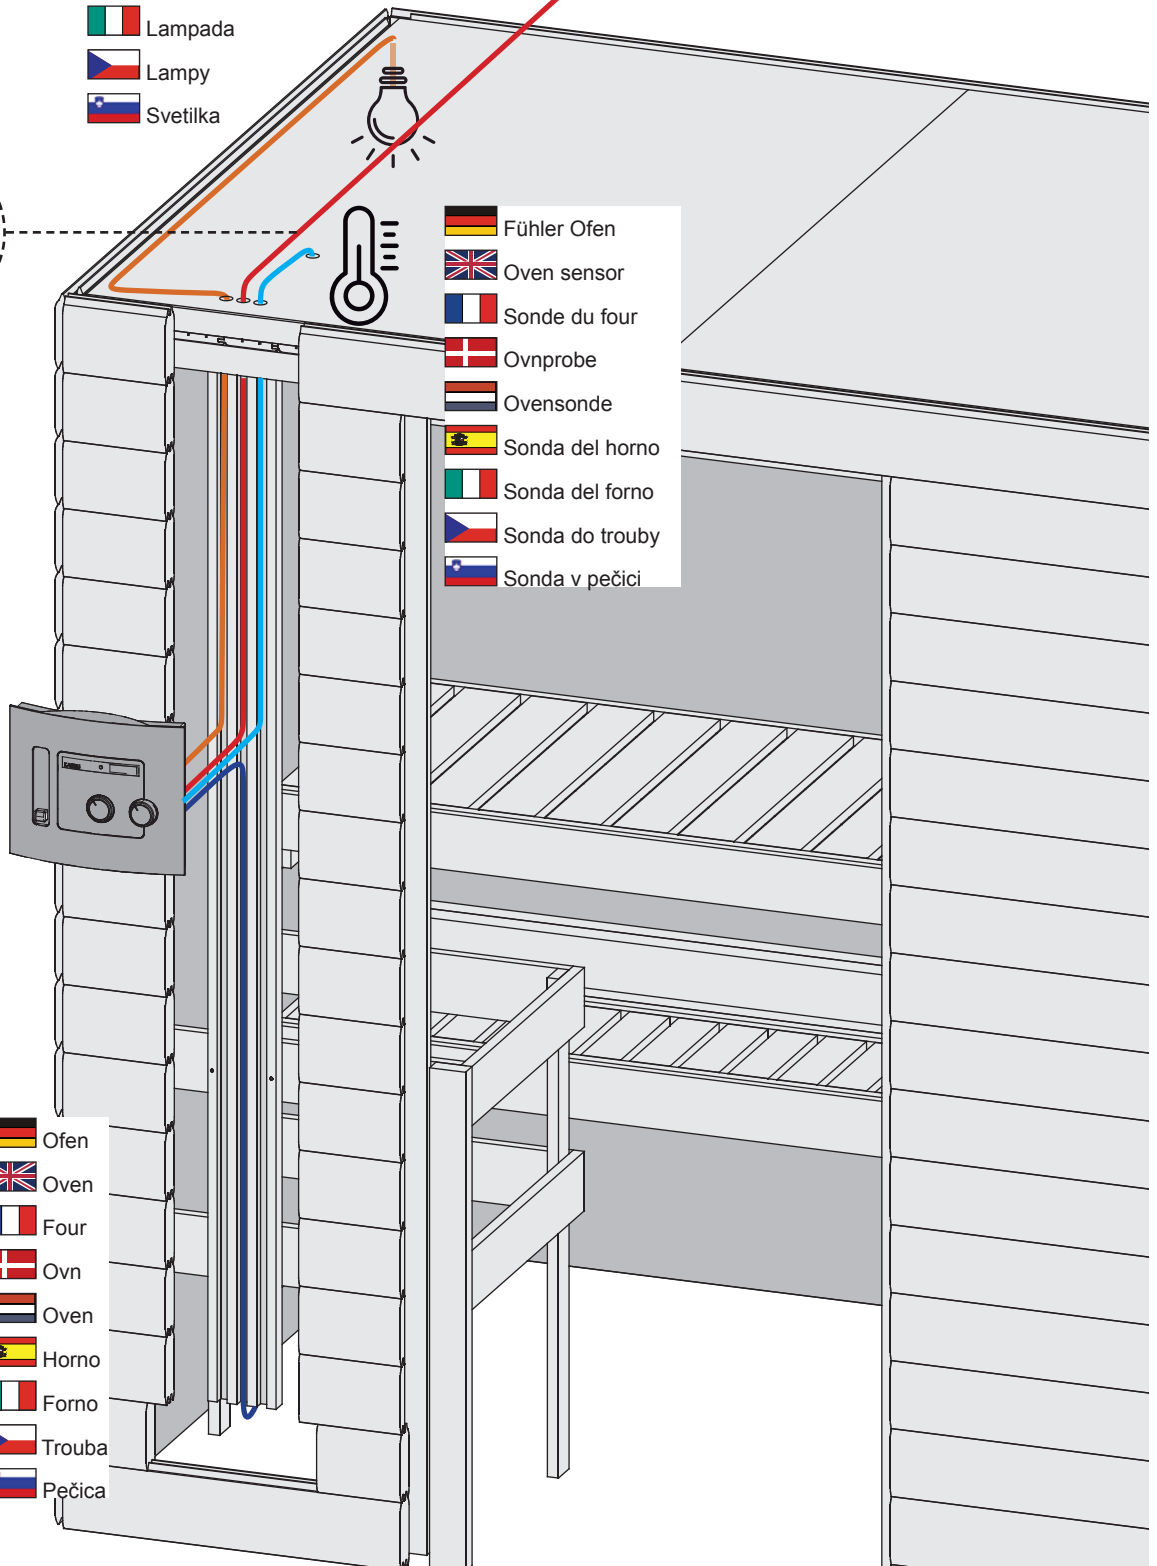 Lampada
Lampy
Svetilka
Fühler Ofen
Oven sensor
Sonde du four
Ovnprobe
Ovensonde
Sonda del horno
Sonda del forno
Sonda do trouby
Sonda v pečici
Ofen
Oven
Four
Ovn
Oven
Horno
Forno
Trouba
Pečica